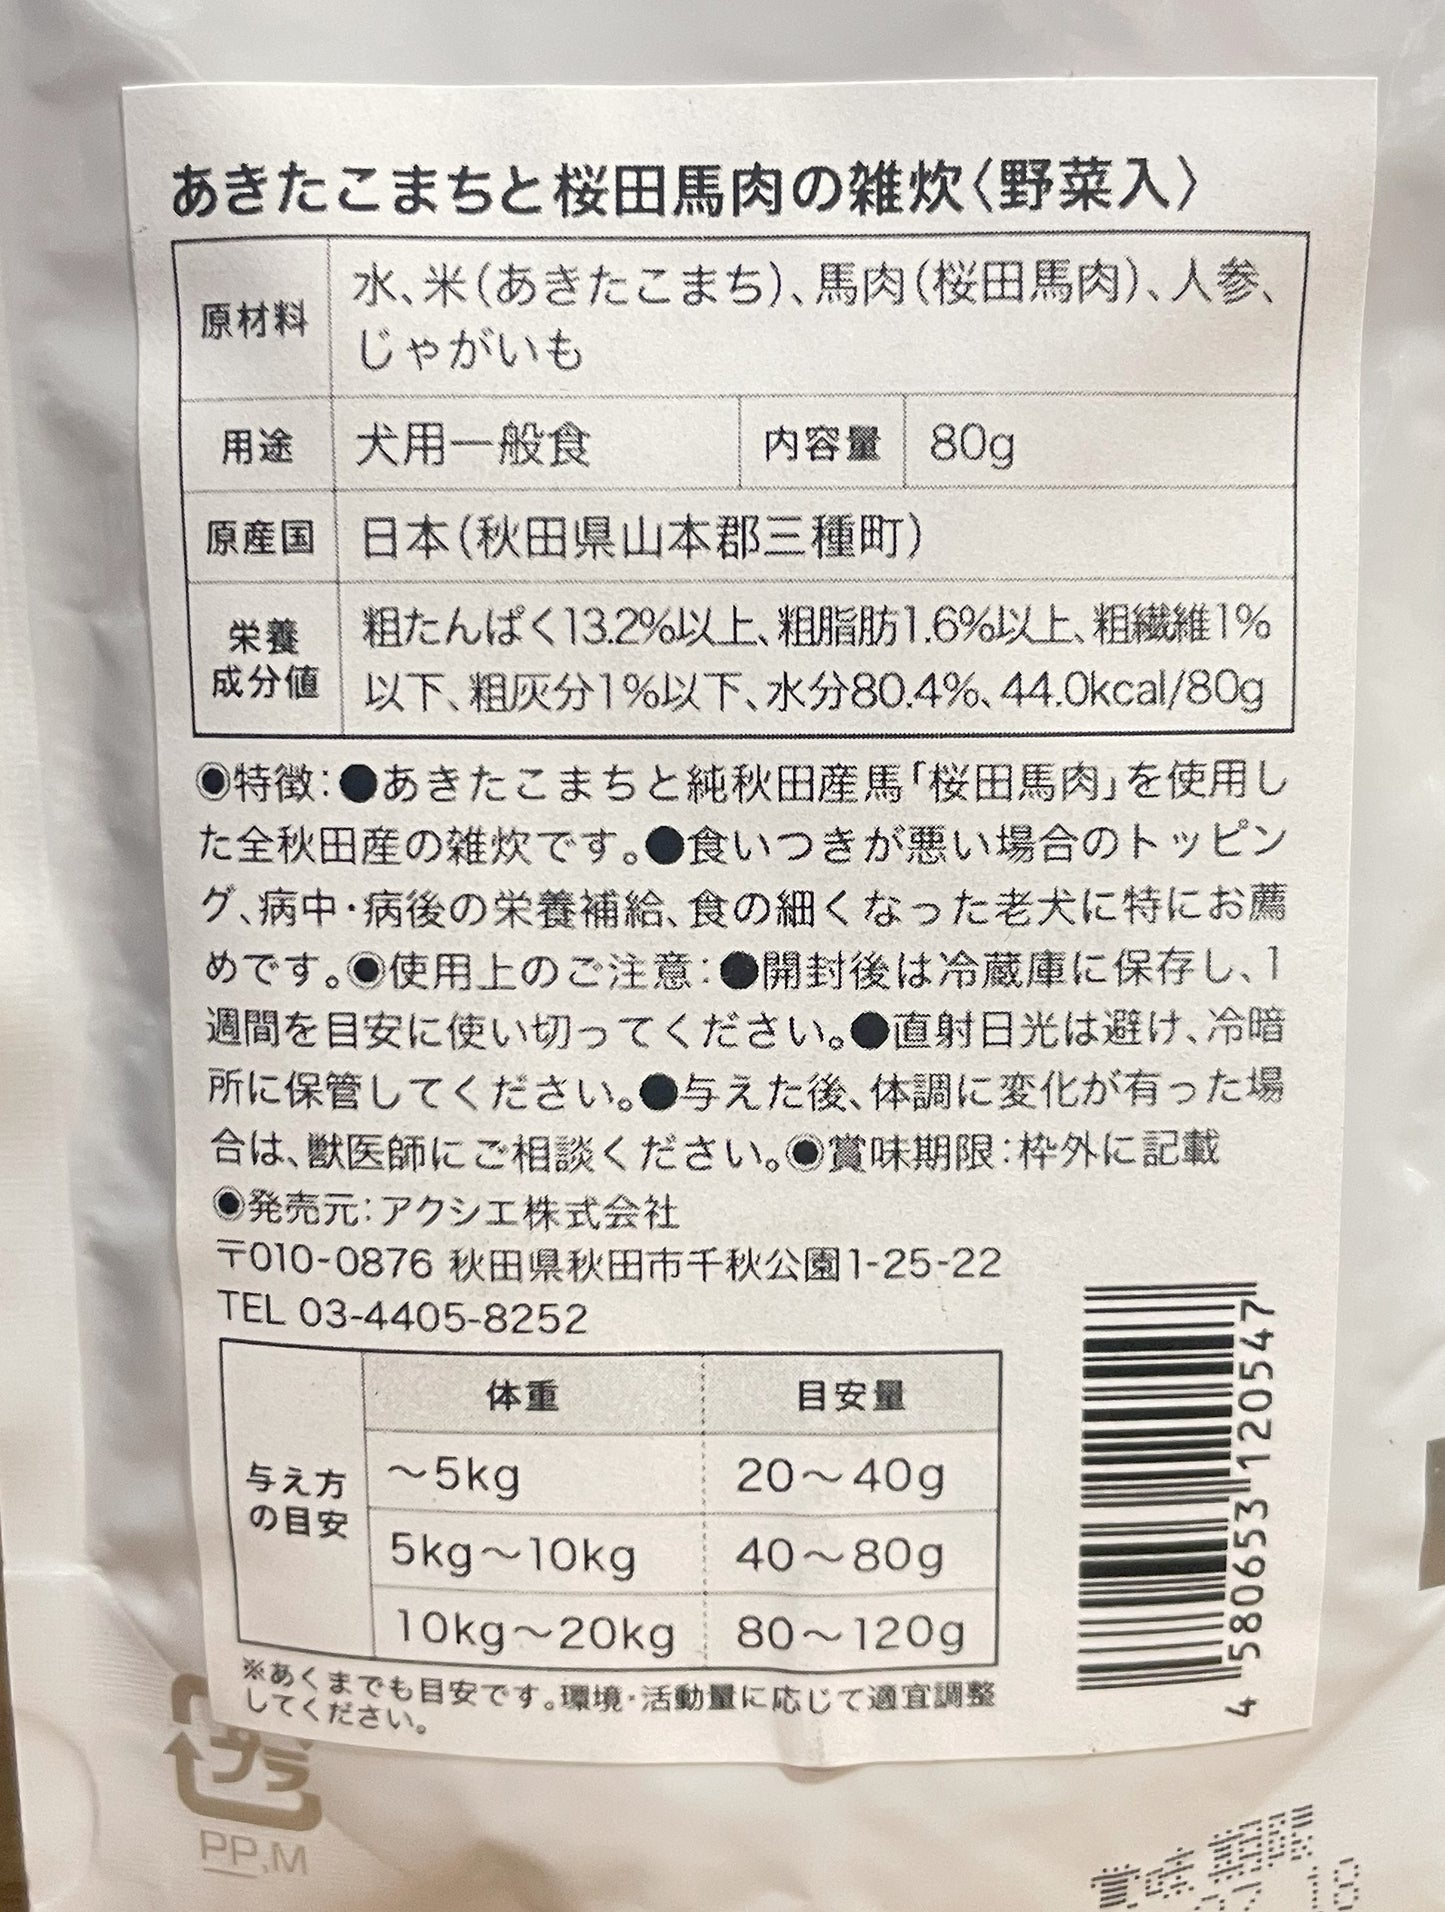 あきたこまちと桜田馬肉の雑炊〈野菜入〉
原材料 水、米(あきたこまち)、馬肉(桜田馬肉)、人参、
じゃがいも
用途 犬用一般食 内容量 80g
原産国 日本(秋田県山本郡三種町)
栄養
成分値
粗たんぱく13.2%以上、粗脂肪1.6%以上、粗繊維1%
以下、粗灰分1%以下、水分80.4%、44.0kcal/80g
◉特徴:●あきたこまちと純秋田産馬「桜田馬肉」を使用し
た全秋田産の雑炊です。●食いつきが悪い場合のトッピン
グ、病中・病後の栄養補給、食の細くなった老犬に特にお薦
めです。◉使用上のご注意:●開封後は冷蔵庫に保存し、1
週間を目安に使い切ってください。●直射日光は避け、冷暗
所に保管してください。●与えた後、体調に変化が有った場
合は、獣医師にご相談ください。◉賞味期限:枠外に記載
◉発売元:アクシエ株式会社
〒010-0876 秋田県秋田市千秋公園1-25-22
TEL 03-4405-8252
与え方
の目安
体重 目安量
～5kg 20～40g
5kg～10kg 40～80g
10kg～20kg 80～120g
※あくまでも目安です。環境・活動量に応じて適宜調整
してください。
4 580653 120547
プラ
PP,M
賞味期限
18